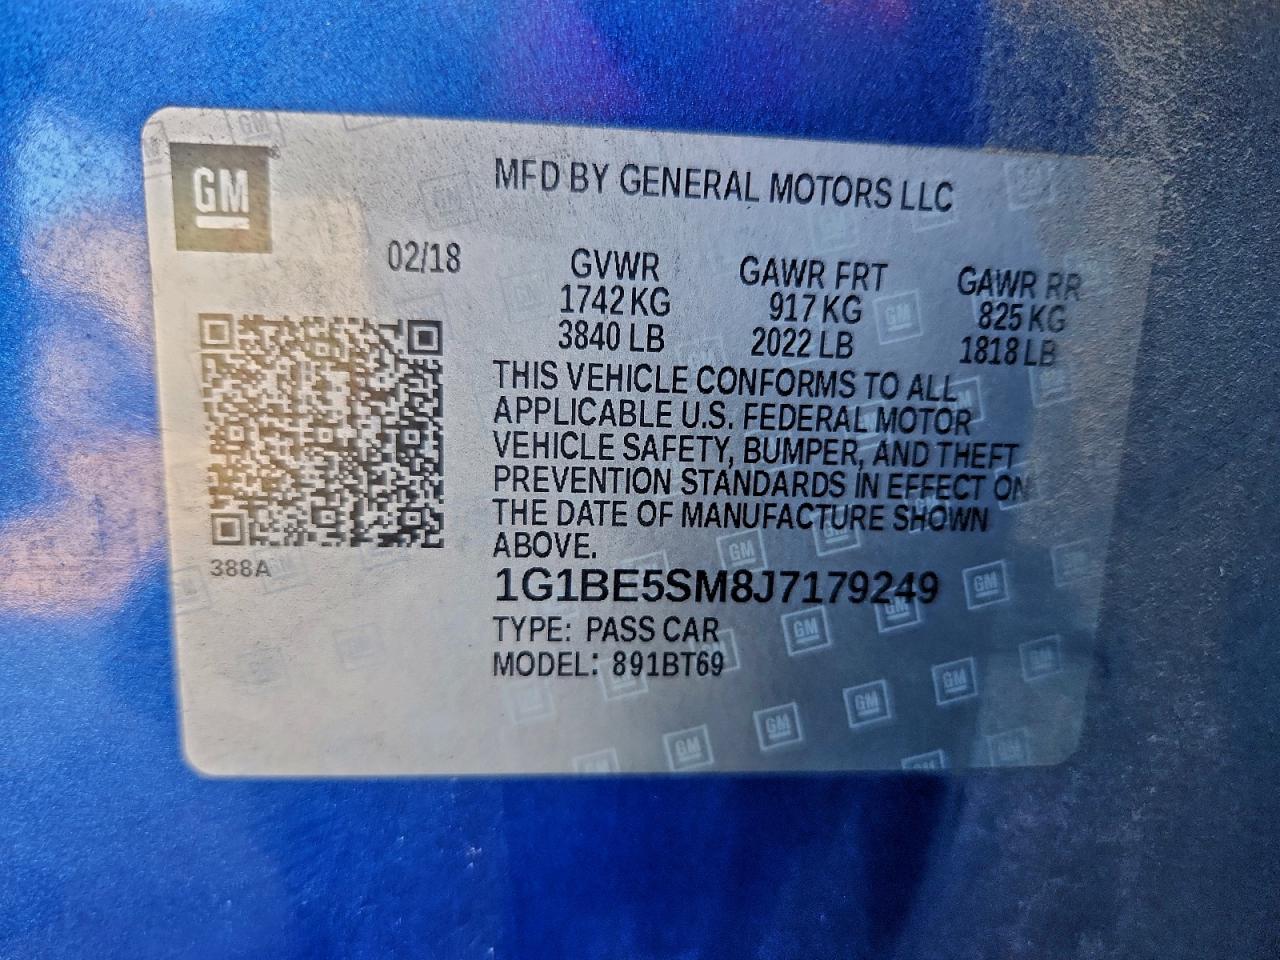 GM
MFD BY GENERAL MOTORS LLC
02/18
GVWR GAWR FRT GAWR RR
1742 KG 917 KG 825 KG
3840 LB 2022 LB 1818 LB
THIS VEHICLE CONFORMS TO ALL
APPLICABLE U.S. FEDERAL MOTOR
VEHICLE SAFETY, BUMPER, AND THEFT
PREVENTION STANDARDS IN EFFECT ON
THE DATE OF MANUFACTURE SHOWN
ABOVE.
388A
1G1BE5SM8J7179249
TYPE: PASS CAR
MODEL: 891BT69